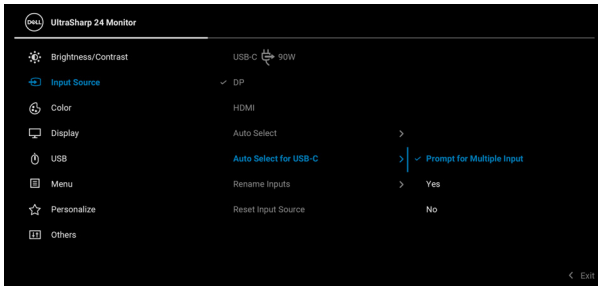 DELL UltraSharp 24 Monitor
Brightness/Contrast USB-C 90W
Input Source DP
Color HDMI
Display Auto Select
USB Auto Select for USB-C Prompt for Multiple Input
Menu Rename Inputs Yes
Personalize Reset Input Source No
Others
Exit